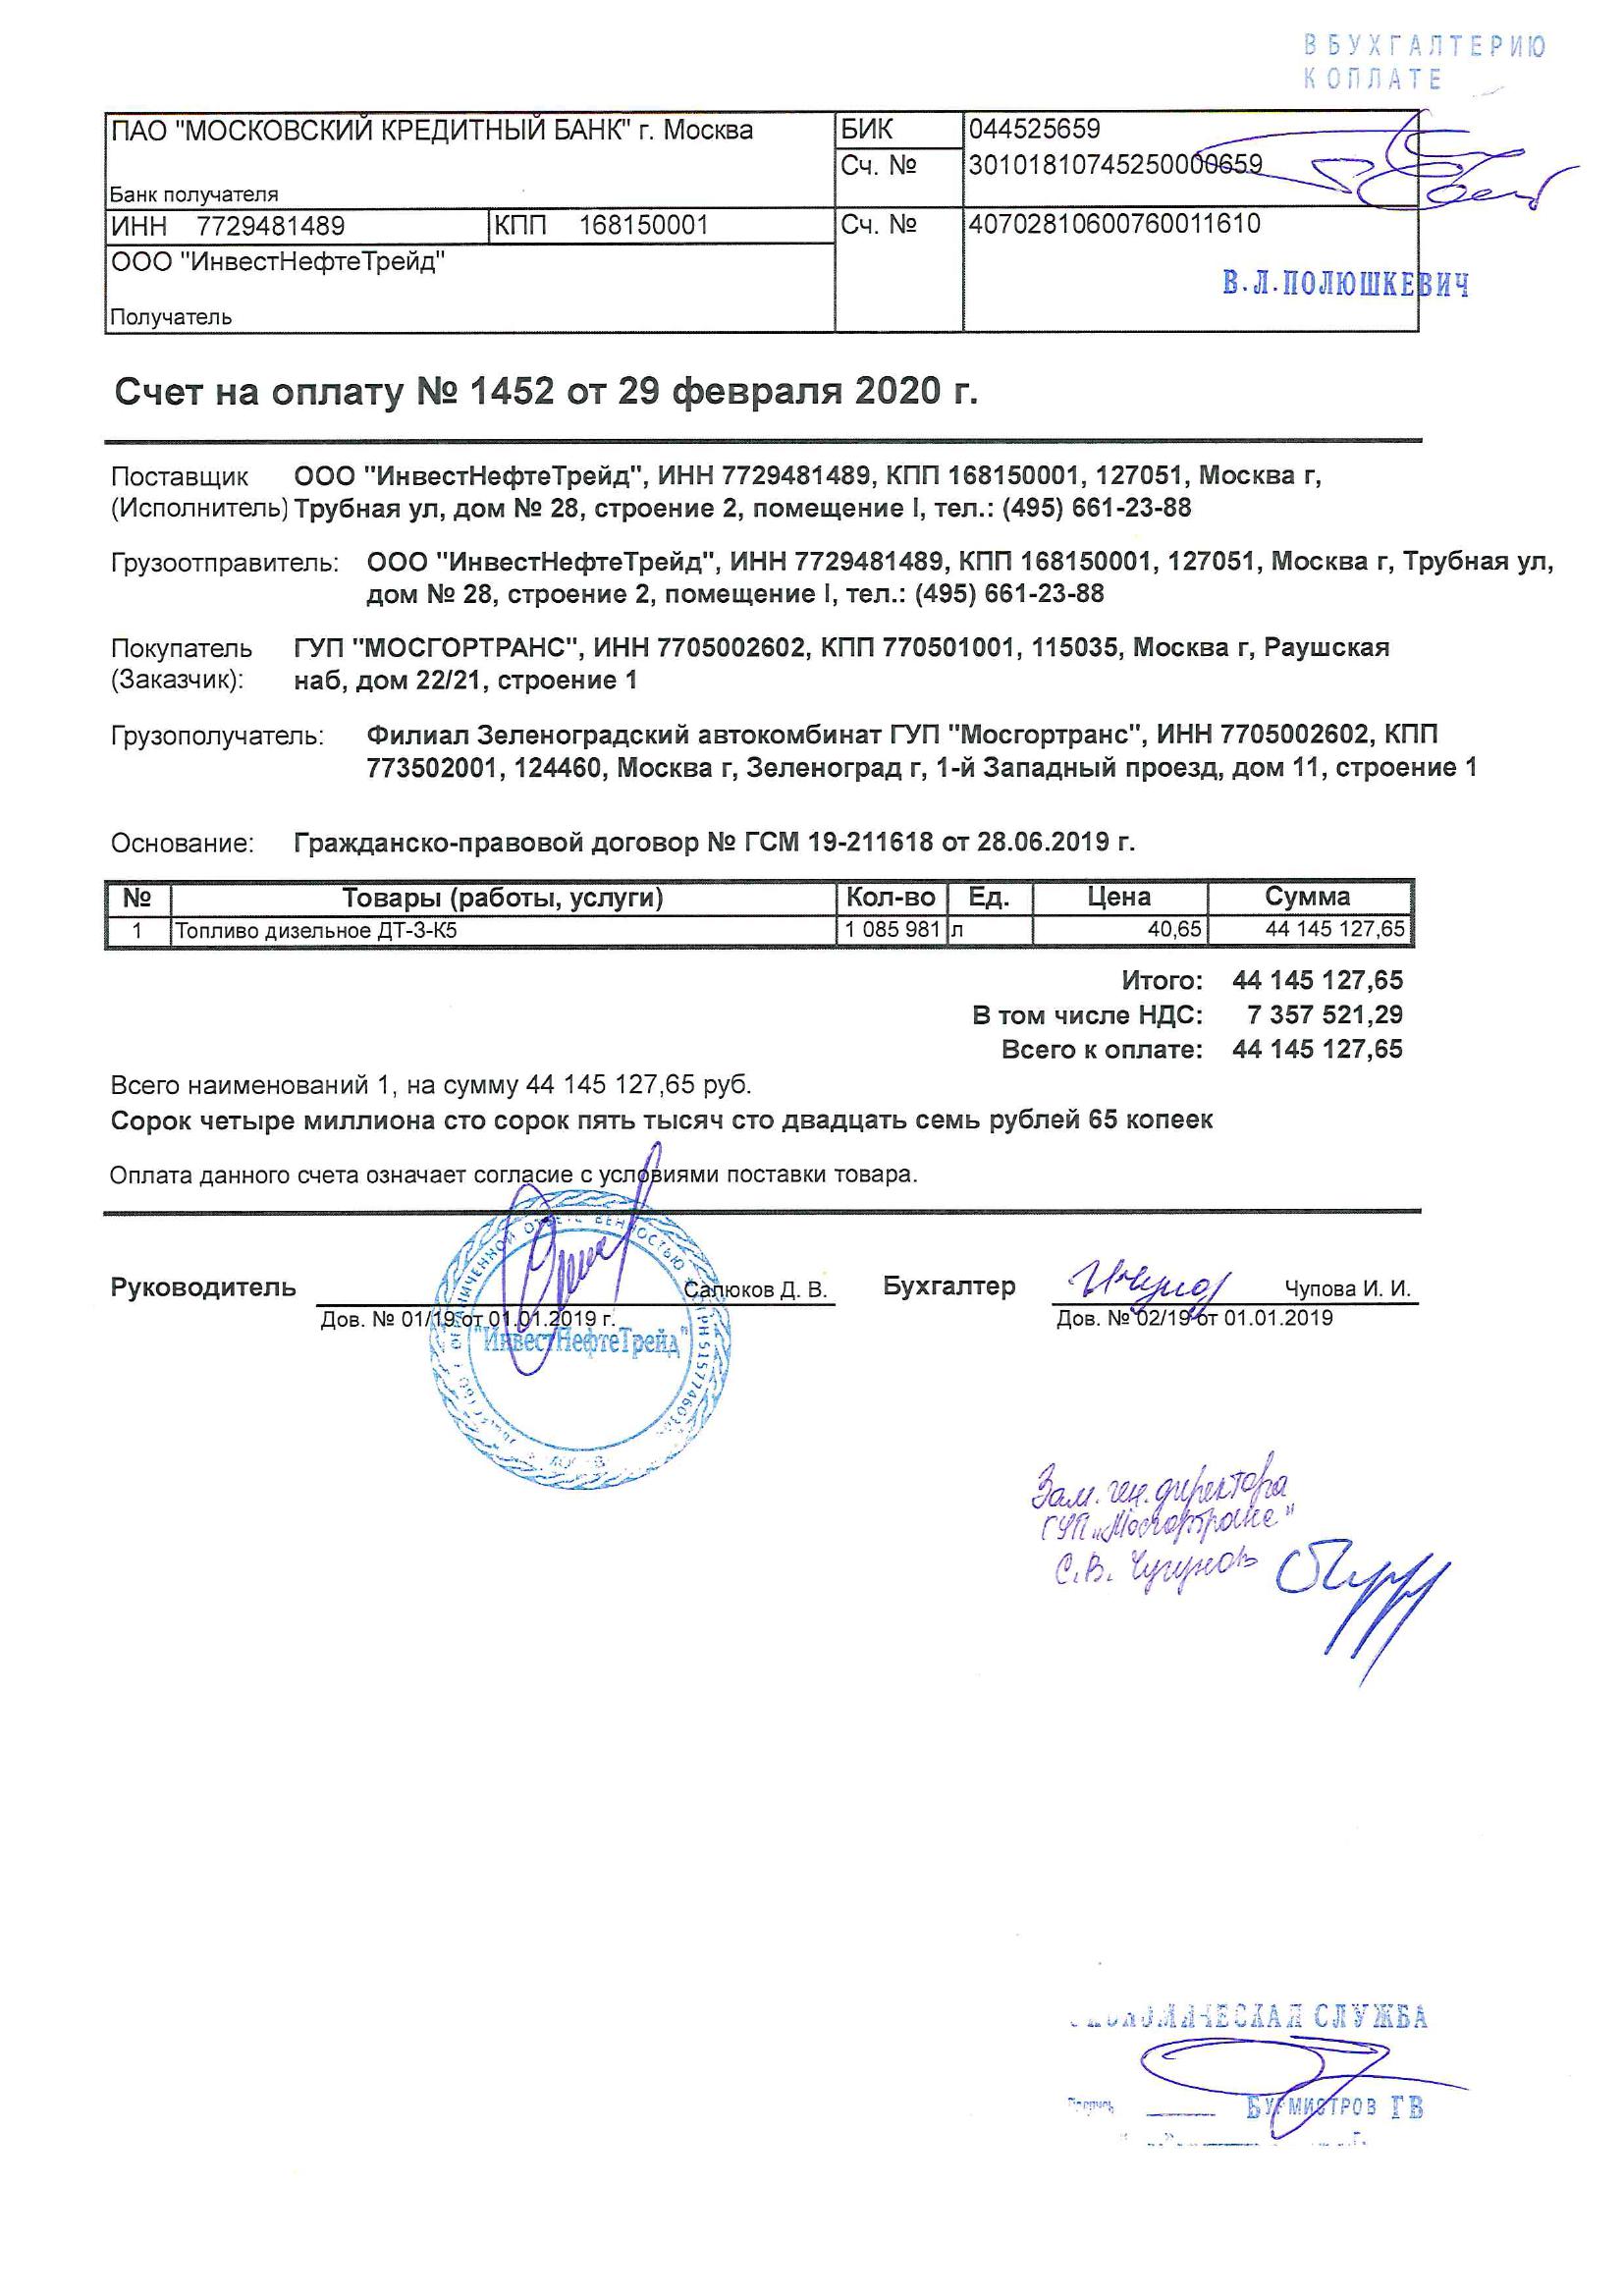 В БУХГАЛТЕРИЮ
К ОПЛАТЕ
ПАО "МОСКОВСКИЙ КРЕДИТНЫЙ БАНК" г. Москва
БИК 044525659
Сч. № 30101810745250000659
Банк получателя
ИНН 7729481489 КПП 168150001 Сч. № 40702810600760011610
ООО "ИнвестНефтеТрейд"
В.Л.ПОЛЮШКЕВИЧ
Получатель
Счет на оплату № 1452 от 29 февраля 2020 г.
Поставщик ООО "ИнвестНефтеТрейд", ИНН 7729481489, КПП 168150001, 127051, Москва г,
(Исполнитель) Трубная ул, дом № 28, строение 2, помещение I, тел.: (495) 661-23-88
Грузоотправитель: ООО "ИнвестНефтеТрейд", ИНН 7729481489, КПП 168150001, 127051, Москва г, Трубная ул,
дом № 28, строение 2, помещение I, тел.: (495) 661-23-88
Покупатель ГУП "МОСГОРТРАНС", ИНН 7705002602, КПП 770501001, 115035, Москва г, Раушская
(Заказчик): наб, дом 22/21, строение 1
Грузополучатель: Филиал Зеленоградский автокомбинат ГУП "Мосгортранс", ИНН 7705002602, КПП
773502001, 124460, Москва г, Зеленоград г, 1-й Западный проезд, дом 11, строение 1
Основание: Гражданско-правовой договор № ГСМ 19-211618 от 28.06.2019 г.
№ Товары (работы, услуги) Кол-во Ед. Цена Сумма
1 Топливо дизельное ДТ-З-К5 1 085 981 л 40,65 44 145 127,65
Итого: 44 145 127,65
В том числе НДС: 7 357 521,29
Всего к оплате: 44 145 127,65
Всего наименований 1, на сумму 44 145 127,65 руб.
Сорок четыре миллиона сто сорок пять тысяч сто двадцать семь рублей 65 копеек
Оплата данного счета означает согласие с условиями поставки товара.
Руководитель Салюков Д. В. Бухгалтер Чупова И. И.
Дов. № 01/19 от 01.01.2019 г. Дов. № 02/19 от 01.01.2019
"ИнвестНефтеТрейд"
Зам. ген. директора
ГУП „Мосгортранс"
С.В. Чугунов
СЛУЖБА
БУРМИСТРОВ ГВ